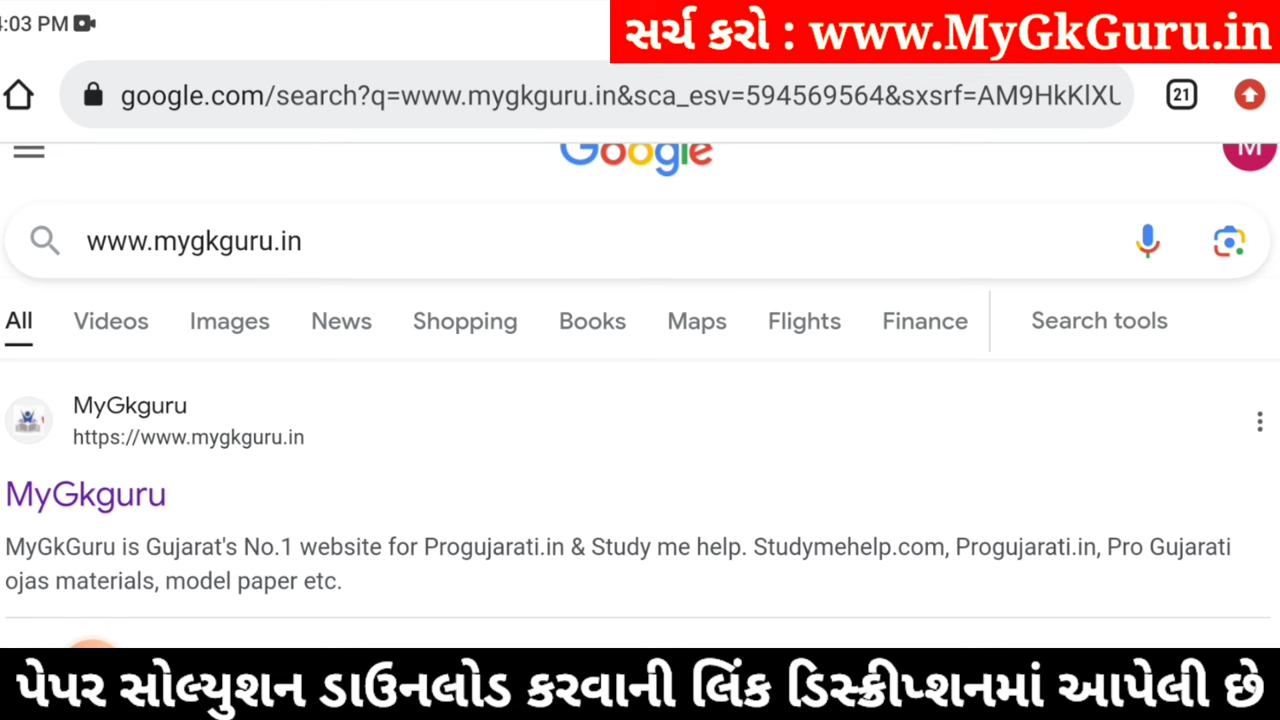 :03 PM
સર્ચ કરો : www.MyGkGuru.in
google.com/search?q=www.mygkguru.in&sca_esv=594569564&sxsrf=AM9HkKlXU
21
Google
M
www.mygkguru.in
All Videos Images News Shopping Books Maps Flights Finance Search tools
MyGkguru
https://www.mygkguru.in
MyGkguru
MyGkGuru is Gujarat's No.1 website for Progujarati.in & Study me help. Studymehelp.com, Progujarati.in, Pro Gujarati
ojas materials, model paper etc.
પેપર સોલ્યુશન ડાઉનલોડ કરવાની લિંક ડિસ્ક્રીપ્શનમાં આપેલી છે